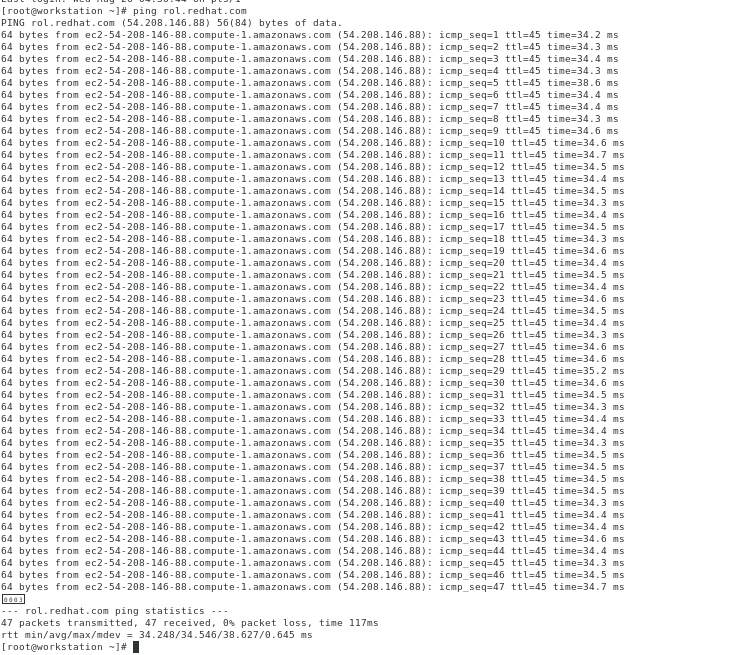 [root@workstation ~]# ping rol.redhat.com
PING rol.redhat.com (54.208.146.88) 56(84) bytes of data.
64 bytes from ec2-54-208-146-88.compute-1.amazonaws.com (54.208.146.88): icmp_seq=1 ttl=45 time=34.2 ms
64 bytes from ec2-54-208-146-88.compute-1.amazonaws.com (54.208.146.88): icmp_seq=2 ttl=45 time=34.3 ms
64 bytes from ec2-54-208-146-88.compute-1.amazonaws.com (54.208.146.88): icmp_seq=3 ttl=45 time=34.4 ms
64 bytes from ec2-54-208-146-88.compute-1.amazonaws.com (54.208.146.88): icmp_seq=4 ttl=45 time=34.3 ms
64 bytes from ec2-54-208-146-88.compute-1.amazonaws.com (54.208.146.88): icmp_seq=5 ttl=45 time=38.6 ms
64 bytes from ec2-54-208-146-88.compute-1.amazonaws.com (54.208.146.88): icmp_seq=6 ttl=45 time=34.4 ms
64 bytes from ec2-54-208-146-88.compute-1.amazonaws.com (54.208.146.88): icmp_seq=7 ttl=45 time=34.4 ms
64 bytes from ec2-54-208-146-88.compute-1.amazonaws.com (54.208.146.88): icmp_seq=8 ttl=45 time=34.3 ms
64 bytes from ec2-54-208-146-88.compute-1.amazonaws.com (54.208.146.88): icmp_seq=9 ttl=45 time=34.6 ms
64 bytes from ec2-54-208-146-88.compute-1.amazonaws.com (54.208.146.88): icmp_seq=10 ttl=45 time=34.6 ms
64 bytes from ec2-54-208-146-88.compute-1.amazonaws.com (54.208.146.88): icmp_seq=11 ttl=45 time=34.7 ms
64 bytes from ec2-54-208-146-88.compute-1.amazonaws.com (54.208.146.88): icmp_seq=12 ttl=45 time=34.5 ms
64 bytes from ec2-54-208-146-88.compute-1.amazonaws.com (54.208.146.88): icmp_seq=13 ttl=45 time=34.4 ms
64 bytes from ec2-54-208-146-88.compute-1.amazonaws.com (54.208.146.88): icmp_seq=14 ttl=45 time=34.5 ms
64 bytes from ec2-54-208-146-88.compute-1.amazonaws.com (54.208.146.88): icmp_seq=15 ttl=45 time=34.3 ms
64 bytes from ec2-54-208-146-88.compute-1.amazonaws.com (54.208.146.88): icmp_seq=16 ttl=45 time=34.4 ms
64 bytes from ec2-54-208-146-88.compute-1.amazonaws.com (54.208.146.88): icmp_seq=17 ttl=45 time=34.5 ms
64 bytes from ec2-54-208-146-88.compute-1.amazonaws.com (54.208.146.88): icmp_seq=18 ttl=45 time=34.3 ms
64 bytes from ec2-54-208-146-88.compute-1.amazonaws.com (54.208.146.88): icmp_seq=19 ttl=45 time=34.6 ms
64 bytes from ec2-54-208-146-88.compute-1.amazonaws.com (54.208.146.88): icmp_seq=20 ttl=45 time=34.4 ms
64 bytes from ec2-54-208-146-88.compute-1.amazonaws.com (54.208.146.88): icmp_seq=21 ttl=45 time=34.5 ms
64 bytes from ec2-54-208-146-88.compute-1.amazonaws.com (54.208.146.88): icmp_seq=22 ttl=45 time=34.4 ms
64 bytes from ec2-54-208-146-88.compute-1.amazonaws.com (54.208.146.88): icmp_seq=23 ttl=45 time=34.6 ms
64 bytes from ec2-54-208-146-88.compute-1.amazonaws.com (54.208.146.88): icmp_seq=24 ttl=45 time=34.5 ms
64 bytes from ec2-54-208-146-88.compute-1.amazonaws.com (54.208.146.88): icmp_seq=25 ttl=45 time=34.4 ms
64 bytes from ec2-54-208-146-88.compute-1.amazonaws.com (54.208.146.88): icmp_seq=26 ttl=45 time=34.3 ms
64 bytes from ec2-54-208-146-88.compute-1.amazonaws.com (54.208.146.88): icmp_seq=27 ttl=45 time=34.6 ms
64 bytes from ec2-54-208-146-88.compute-1.amazonaws.com (54.208.146.88): icmp_seq=28 ttl=45 time=34.6 ms
64 bytes from ec2-54-208-146-88.compute-1.amazonaws.com (54.208.146.88): icmp_seq=29 ttl=45 time=35.2 ms
64 bytes from ec2-54-208-146-88.compute-1.amazonaws.com (54.208.146.88): icmp_seq=30 ttl=45 time=34.6 ms
64 bytes from ec2-54-208-146-88.compute-1.amazonaws.com (54.208.146.88): icmp_seq=31 ttl=45 time=34.5 ms
64 bytes from ec2-54-208-146-88.compute-1.amazonaws.com (54.208.146.88): icmp_seq=32 ttl=45 time=34.3 ms
64 bytes from ec2-54-208-146-88.compute-1.amazonaws.com (54.208.146.88): icmp_seq=33 ttl=45 time=34.4 ms
64 bytes from ec2-54-208-146-88.compute-1.amazonaws.com (54.208.146.88): icmp_seq=34 ttl=45 time=34.4 ms
64 bytes from ec2-54-208-146-88.compute-1.amazonaws.com (54.208.146.88): icmp_seq=35 ttl=45 time=34.3 ms
64 bytes from ec2-54-208-146-88.compute-1.amazonaws.com (54.208.146.88): icmp_seq=36 ttl=45 time=34.5 ms
64 bytes from ec2-54-208-146-88.compute-1.amazonaws.com (54.208.146.88): icmp_seq=37 ttl=45 time=34.5 ms
64 bytes from ec2-54-208-146-88.compute-1.amazonaws.com (54.208.146.88): icmp_seq=38 ttl=45 time=34.5 ms
64 bytes from ec2-54-208-146-88.compute-1.amazonaws.com (54.208.146.88): icmp_seq=39 ttl=45 time=34.5 ms
64 bytes from ec2-54-208-146-88.compute-1.amazonaws.com (54.208.146.88): icmp_seq=40 ttl=45 time=34.3 ms
64 bytes from ec2-54-208-146-88.compute-1.amazonaws.com (54.208.146.88): icmp_seq=41 ttl=45 time=34.4 ms
64 bytes from ec2-54-208-146-88.compute-1.amazonaws.com (54.208.146.88): icmp_seq=42 ttl=45 time=34.4 ms
64 bytes from ec2-54-208-146-88.compute-1.amazonaws.com (54.208.146.88): icmp_seq=43 ttl=45 time=34.6 ms
64 bytes from ec2-54-208-146-88.compute-1.amazonaws.com (54.208.146.88): icmp_seq=44 ttl=45 time=34.4 ms
64 bytes from ec2-54-208-146-88.compute-1.amazonaws.com (54.208.146.88): icmp_seq=45 ttl=45 time=34.3 ms
64 bytes from ec2-54-208-146-88.compute-1.amazonaws.com (54.208.146.88): icmp_seq=46 ttl=45 time=34.5 ms
64 bytes from ec2-54-208-146-88.compute-1.amazonaws.com (54.208.146.88): icmp_seq=47 ttl=45 time=34.7 ms
0003
--- rol.redhat.com ping statistics ---
47 packets transmitted, 47 received, 0% packet loss, time 117ms
rtt min/avg/max/mdev = 34.248/34.546/38.627/0.645 ms
[root@workstation ~]#